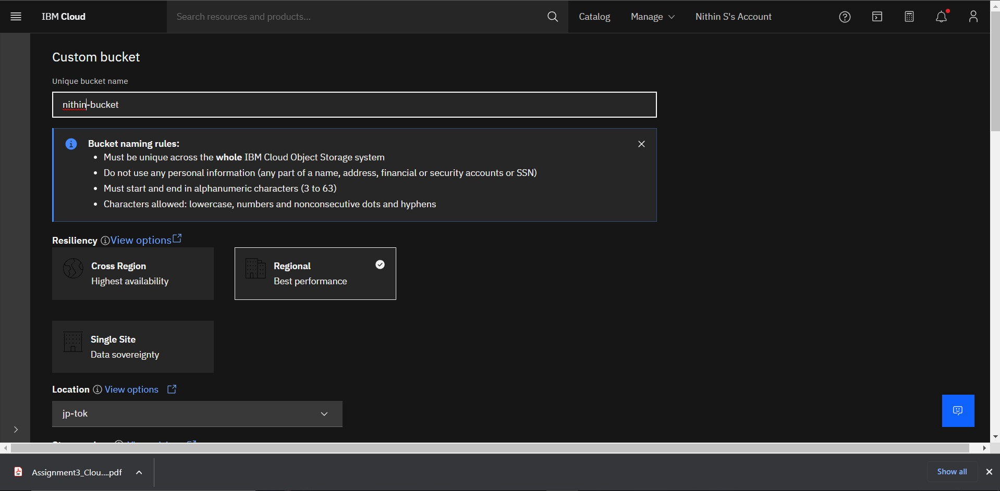 IBM Cloud
Search resources and products...
Catalog
Manage
Nithin S's Account
Custom bucket
Unique bucket name
nithin-bucket
Bucket naming rules:
• Must be unique across the whole IBM Cloud Object Storage system
• Do not use any personal information (any part of a name, address, financial or security accounts or SSN)
• Must start and end in alphanumeric characters (3 to 63)
• Characters allowed: lowercase, numbers and nonconsecutive dots and hyphens
Resiliency View options
Cross Region
Highest availability
Regional
Best performance
Single Site
Data sovereignty
Location View options
jp-tok
Assignment3_Clou....pdf
Show all